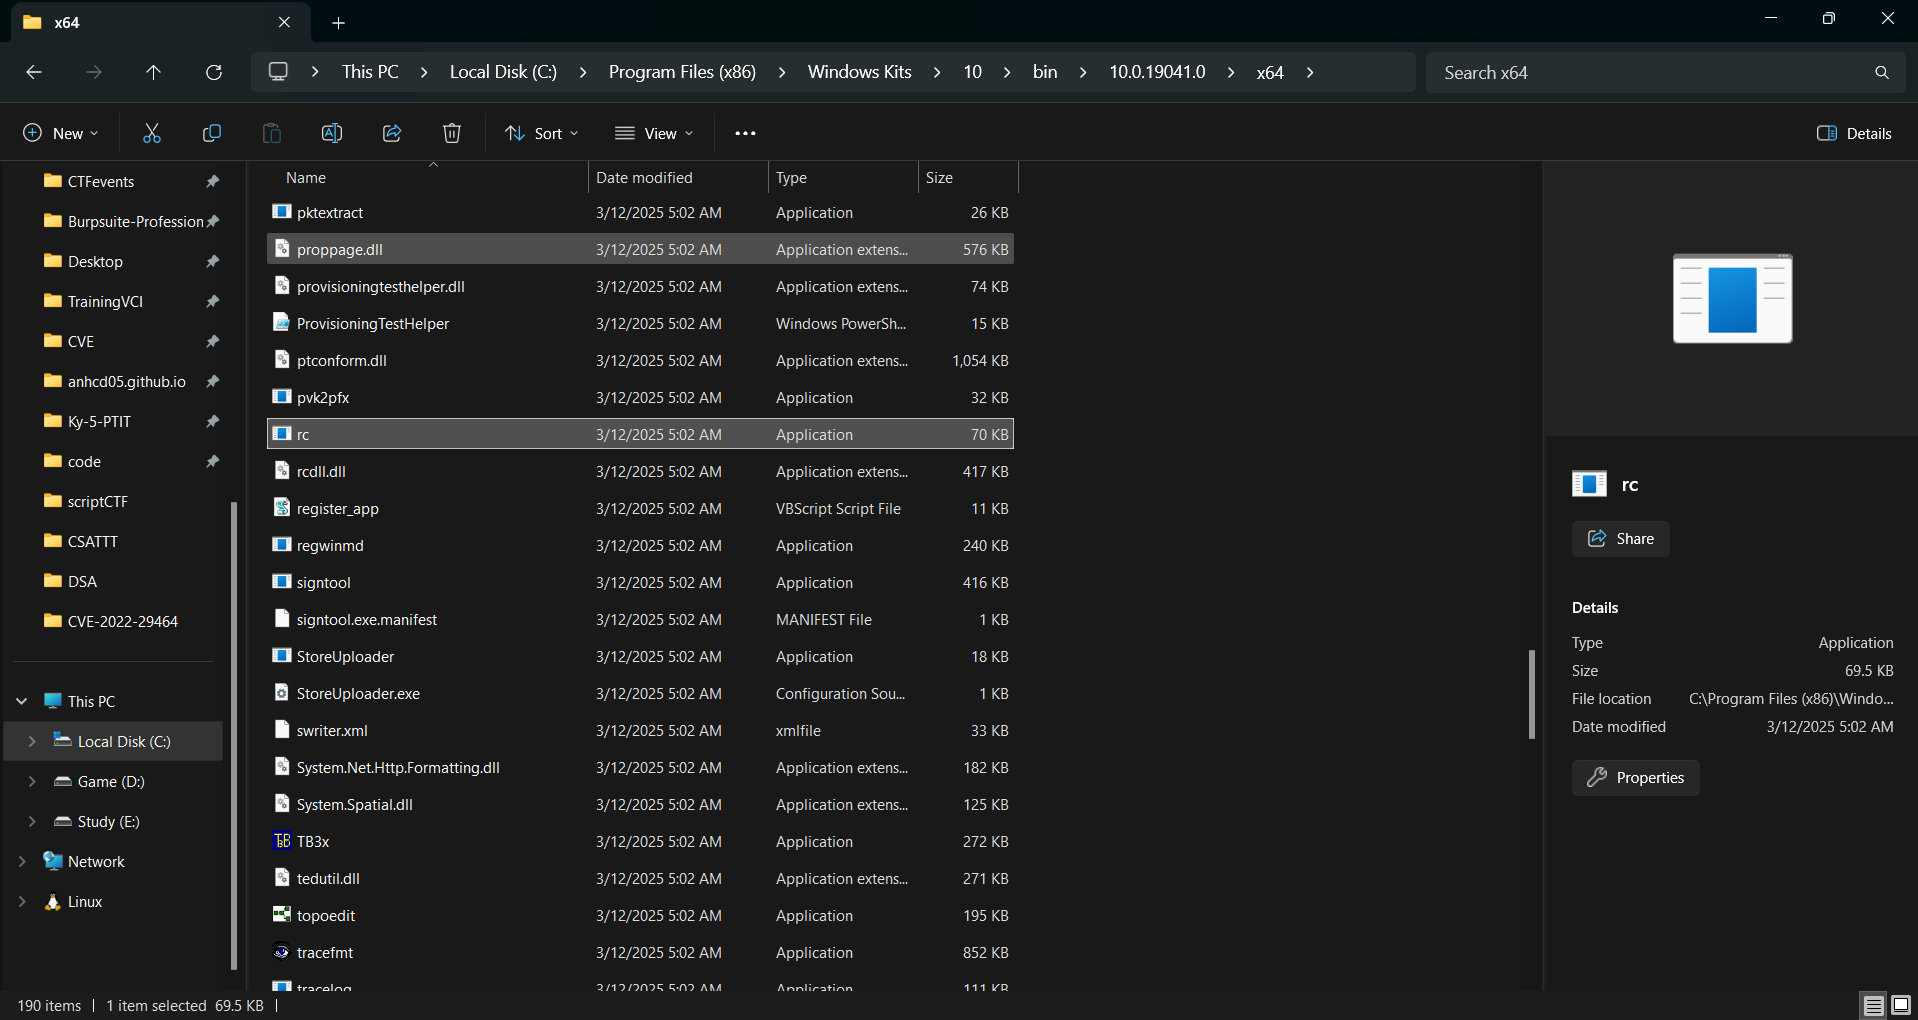 x64
This PC > Local Disk (C:) > Program Files (x86) > Windows Kits > 10 > bin > 10.0.19041.0 > x64 >
Search x64
New
Sort
View
Details
CTFevents
Burpsuite-Profession
Desktop
TrainingVCI
CVE
anhcd05.github.io
Ky-5-PTIT
code
scriptCTF
CSATTT
DSA
CVE-2022-29464
This PC
Local Disk (C:)
Game (D:)
Study (E:)
Network
Linux
Name Date modified Type Size
pktextract 3/12/2025 5:02 AM Application 26 KB
proppage.dll 3/12/2025 5:02 AM Application extens... 576 KB
provisioningtesthelper.dll 3/12/2025 5:02 AM Application extens... 74 KB
ProvisioningTestHelper 3/12/2025 5:02 AM Windows PowerSh... 15 KB
ptconform.dll 3/12/2025 5:02 AM Application extens... 1,054 KB
pvk2pfx 3/12/2025 5:02 AM Application 32 KB
rc 3/12/2025 5:02 AM Application 70 KB
rcdll.dll 3/12/2025 5:02 AM Application extens... 417 KB
register_app 3/12/2025 5:02 AM VBScript Script File 11 KB
regwinmd 3/12/2025 5:02 AM Application 240 KB
signtool 3/12/2025 5:02 AM Application 416 KB
signtool.exe.manifest 3/12/2025 5:02 AM MANIFEST File 1 KB
StoreUploader 3/12/2025 5:02 AM Application 18 KB
StoreUploader.exe 3/12/2025 5:02 AM Configuration Sou... 1 KB
swriter.xml 3/12/2025 5:02 AM xmlfile 33 KB
System.Net.Http.Formatting.dll 3/12/2025 5:02 AM Application extens... 182 KB
System.Spatial.dll 3/12/2025 5:02 AM Application extens... 125 KB
TB3x 3/12/2025 5:02 AM Application 272 KB
tedutil.dll 3/12/2025 5:02 AM Application extens... 271 KB
topoedit 3/12/2025 5:02 AM Application 195 KB
tracefmt 3/12/2025 5:02 AM Application 852 KB
tracelog 3/12/2025 5:02 AM Application 111 KB
rc
Share
Details
Type Application
Size 69.5 KB
File location C:\Program Files (x86)\Windo...
Date modified 3/12/2025 5:02 AM
Properties
190 items | 1 item selected 69.5 KB |